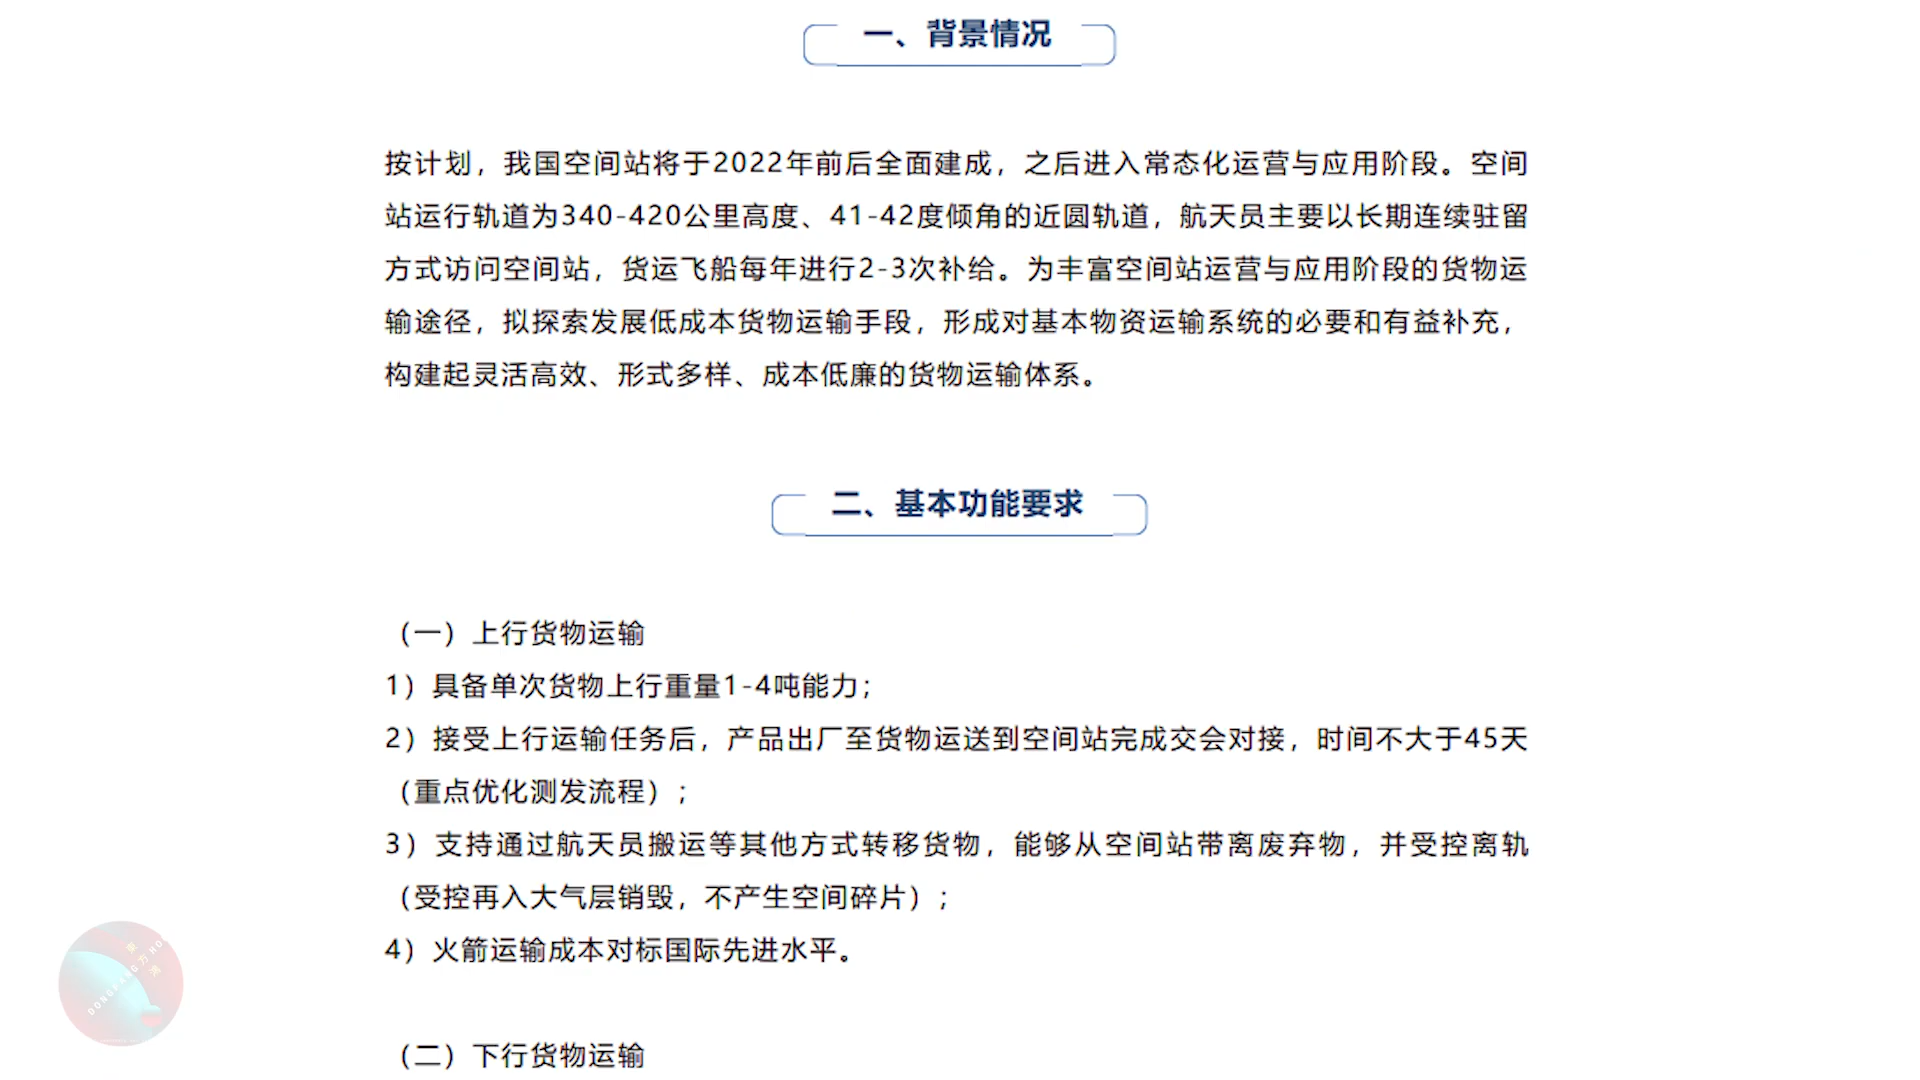 一、背景情况
按计划，我国空间站将于2022年前后全面建成，之后进入常态化运营与应用阶段。空间
站运行轨道为340-420公里高度、41-42度倾角的近圆轨道，航天员主要以长期连续驻留
方式访问空间站，货运飞船每年进行2-3次补给。为丰富空间站运营与应用阶段的货物运
输途径，拟探索发展低成本货物运输手段，形成对基本物资运输系统的必要和有益补充，
构建起灵活高效、形式多样、成本低廉的货物运输体系。
二、基本功能要求
（一）上行货物运输
1）具备单次货物上行重量1-4吨能力；
2）接受上行运输任务后，产品出厂至货物运送到空间站完成交会对接，时间不大于45天
（重点优化测发流程）；
3）支持通过航天员搬运等其他方式转移货物，能够从空间站带离废弃物，并受控离轨
（受控再入大气层销毁，不产生空间碎片）；
4）火箭运输成本对标国际先进水平。
（二）下行货物运输